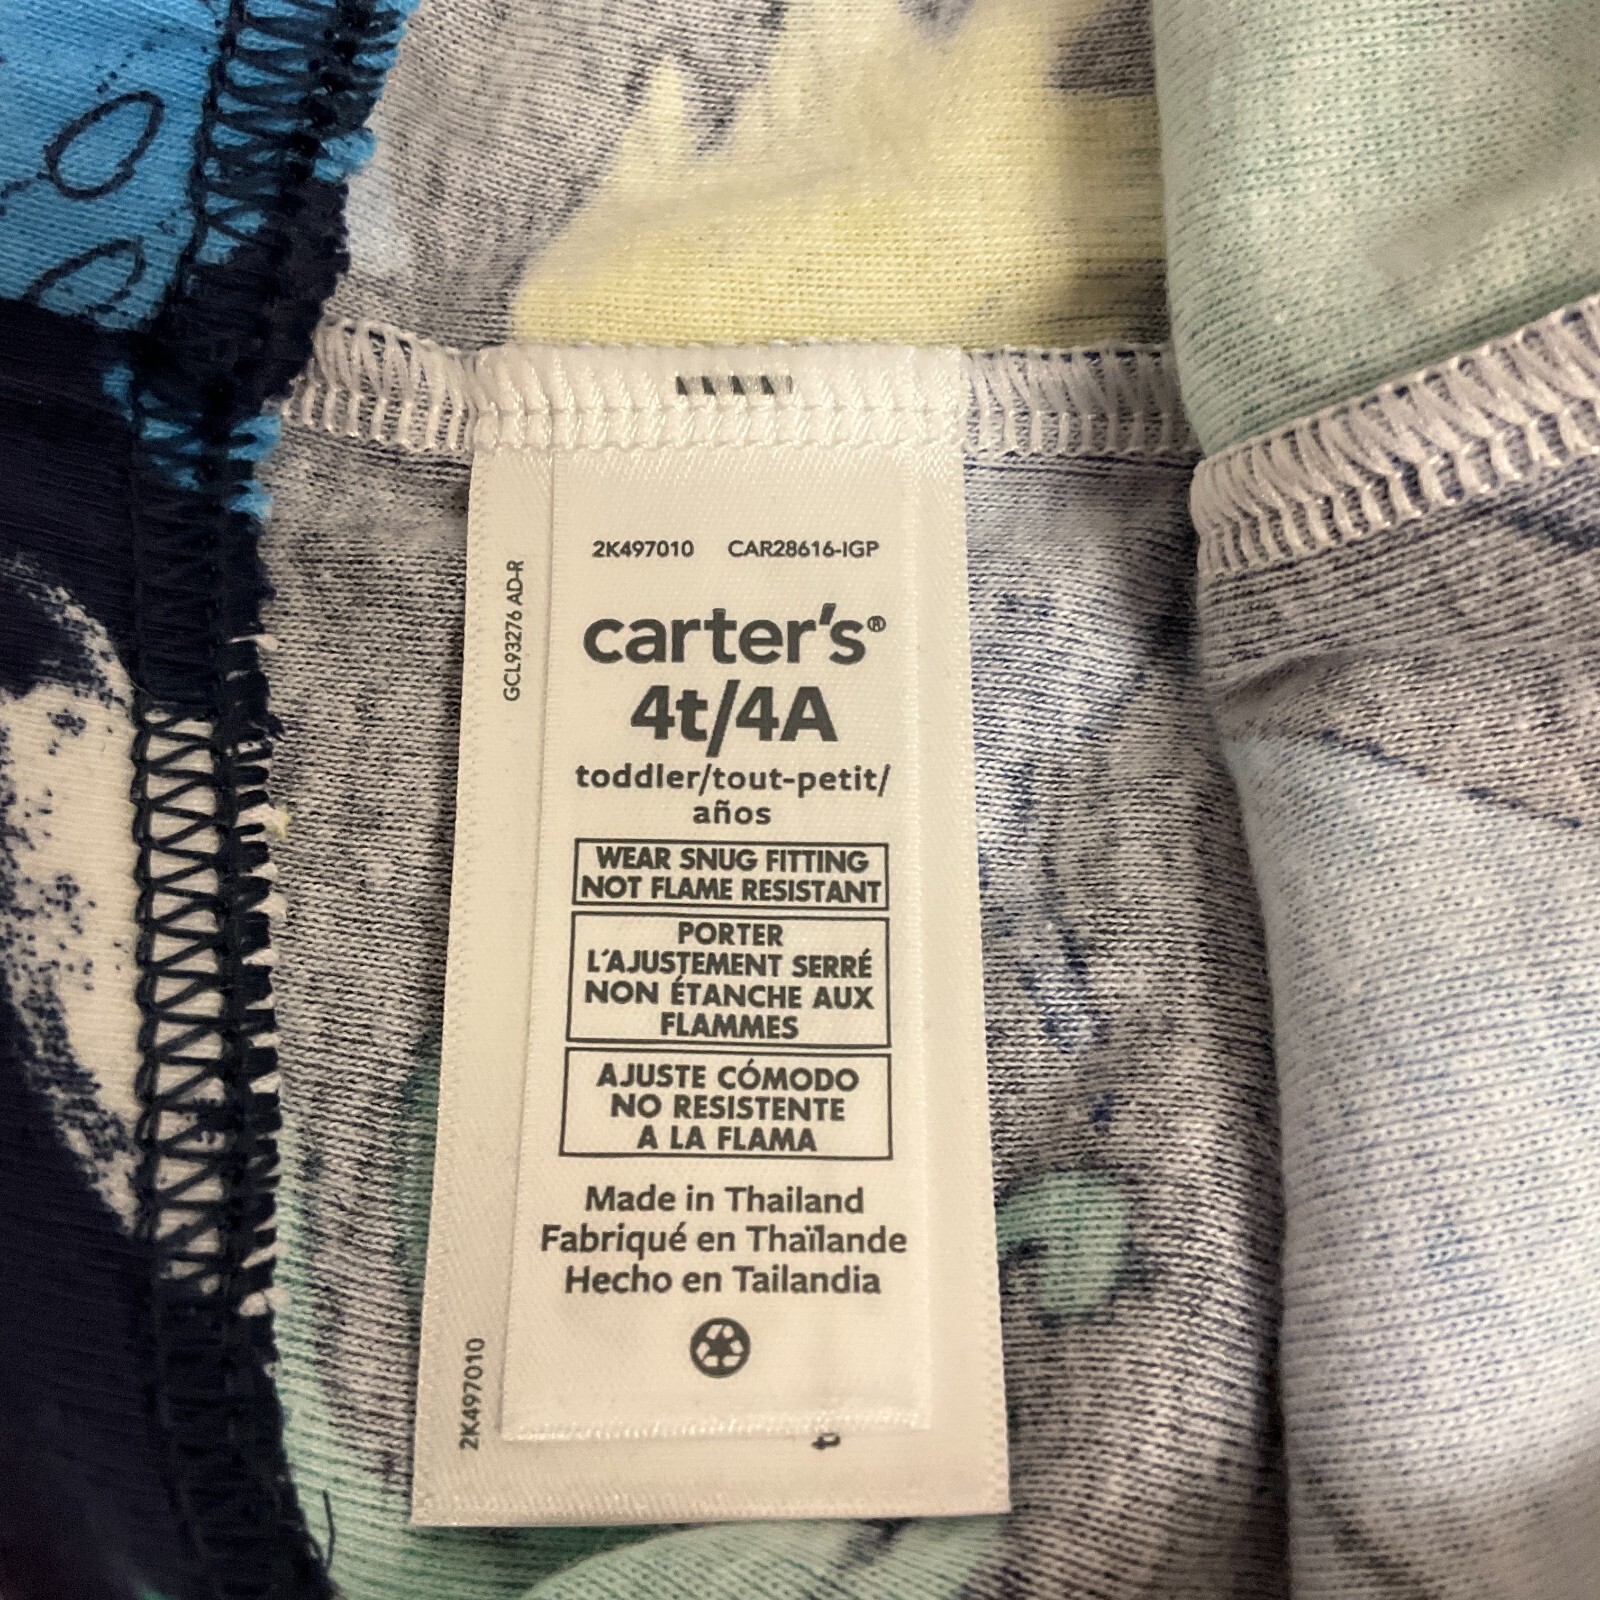 2K497010 CAR28616-IGP
carter's®
4t/4A
toddler/tout-petit/
años
WEAR SNUG FITTING
NOT FLAME RESISTANT
PORTER
L'AJUSTEMENT SERRÉ
NON ÉTANCHE AUX
FLAMMES
AJUSTE CÓMODO
NO RESISTENTE
A LA FLAMA
Made in Thailand
Fabriqué en Thaïlande
Hecho en Tailandia
GCL93276 AD-R
2K497010